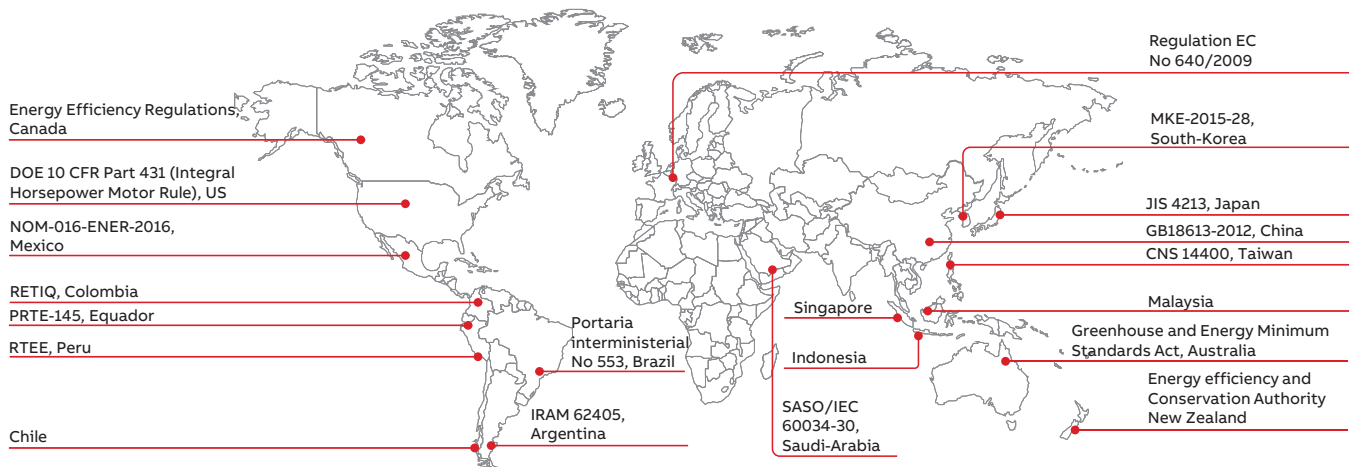 Energy Efficiency Regulations,
Canada
DOE 10 CFR Part 431 (Integral
Horsepower Motor Rule), US
NOM-016-ENER-2016,
Mexico
RETIQ, Colombia
PRTE-145, Equador
RTEE, Peru
Chile
Portaria
interministerial
No 553, Brazil
IRAM 62405,
Argentina
Singapore
Indonesia
SASO/IEC
60034-30,
Saudi-Arabia
Regulation EC
No 640/2009
MKE-2015-28,
South-Korea
JIS 4213, Japan
GB18613-2012, China
CNS 14400, Taiwan
Malaysia
Greenhouse and Energy Minimum
Standards Act, Australia
Energy efficiency and
Conservation Authority
New Zealand